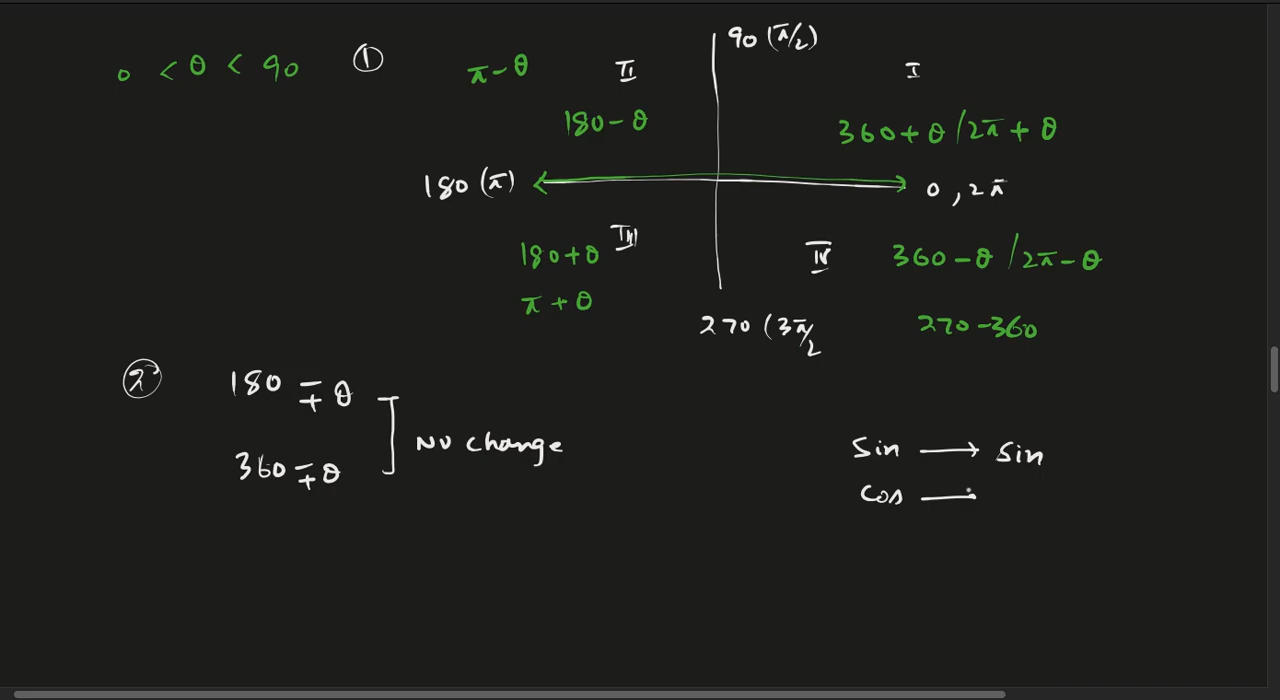 90 (π/2)
0 < θ < 90 ① π - θ II I
180 - θ 360 + θ / 2π + θ
180 (π) 0 , 2π
180 + θ III IV 360 - θ / 2π - θ
π + θ
270 (3π/2 270 - 360
② 180 ∓ θ
No change
360 ∓ θ
Sin → Sin
Cos —